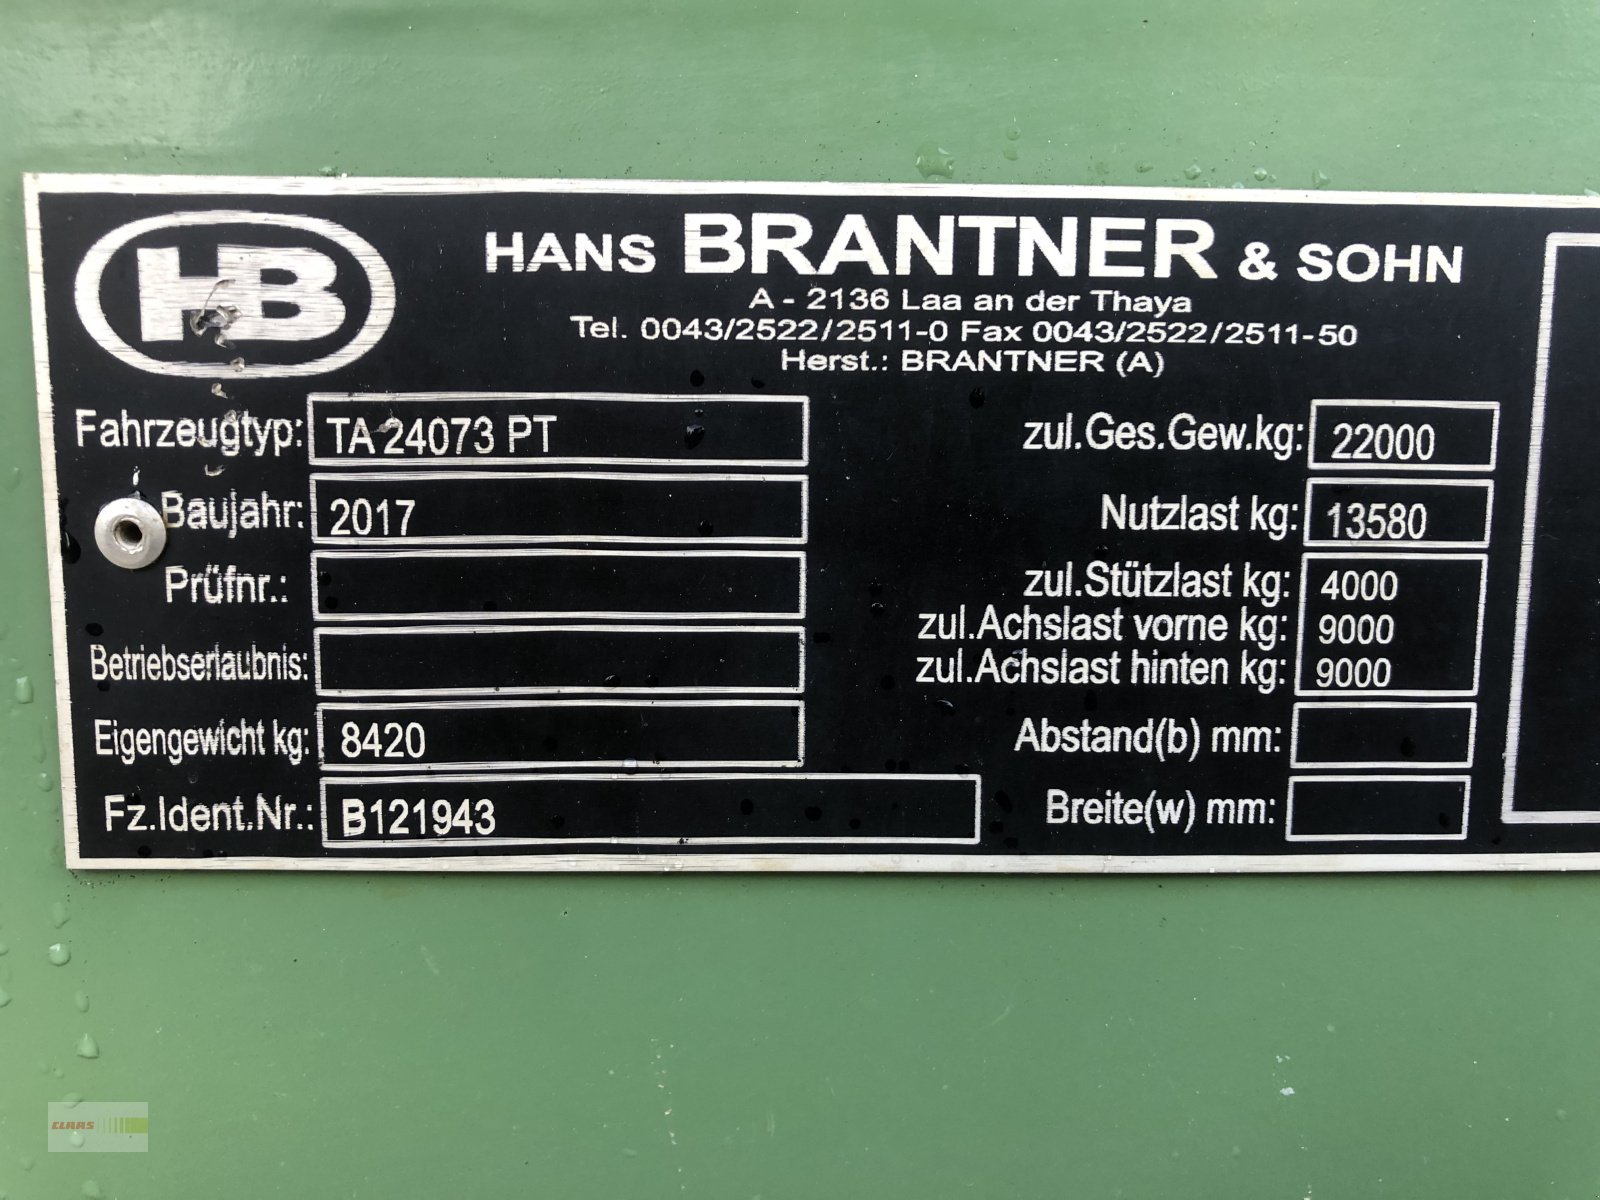 HB
HANS BRANTNER & SOHN
A - 2136 Laa an der Thaya
Tel. 0043/2522/2511-0 Fax 0043/2522/2511-50
Herst.: BRANTNER (A)
Fahrzeugtyp: TA 24073 PT
Baujahr: 2017
Prüfnr.:
Betriebserlaubnis:
Eigengewicht kg: 8420
Fz.Ident.Nr.: B121943
zul.Ges.Gew.kg: 22000
Nutzlast kg: 13580
zul.Stützlast kg: 4000
zul.Achslast vorne kg: 9000
zul.Achslast hinten kg: 9000
Abstand(b) mm:
Breite(w) mm:
CLAAS